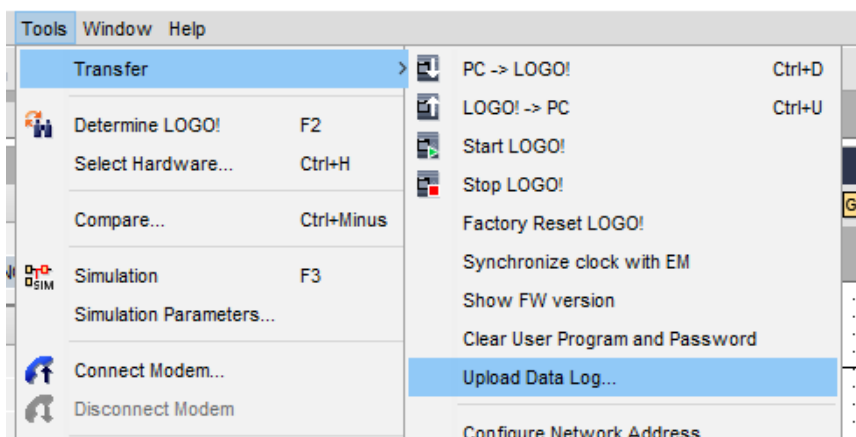 Tools Window Help
Transfer
Determine LOGO! F2
Select Hardware... Ctrl+H
Compare... Ctrl+Minus
SIM Simulation F3
Simulation Parameters...
Connect Modem...
Disconnect Modem
PC -> LOGO! Ctrl+D
LOGO! -> PC Ctrl+U
Start LOGO!
Stop LOGO!
Factory Reset LOGO!
Synchronize clock with EM
Show FW version
Clear User Program and Password
Upload Data Log...
Configure Network Address
G